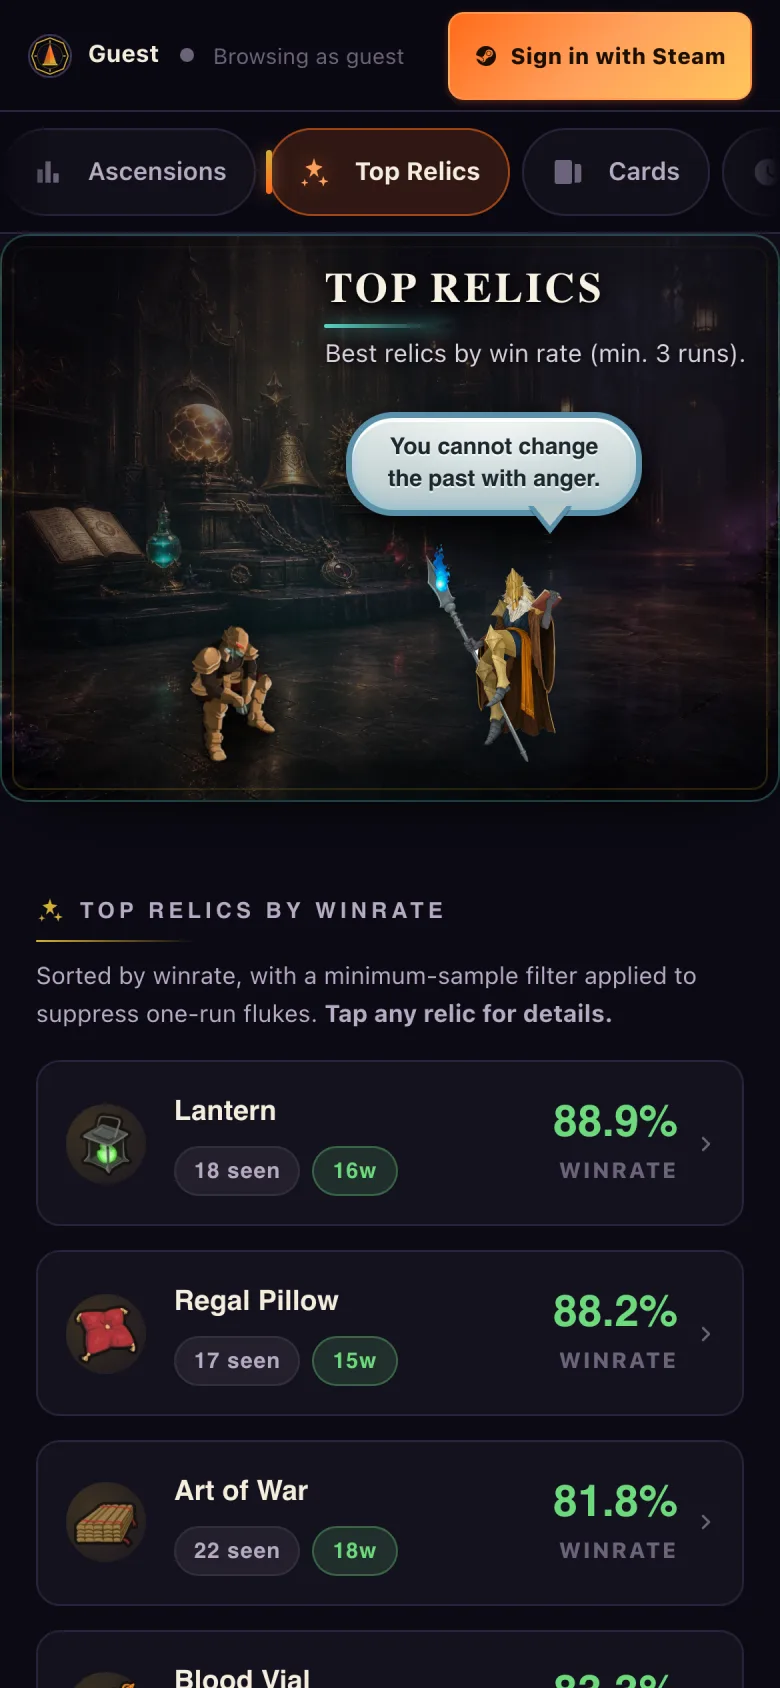 Guest
Browsing as guest
Sign in with Steam
Ascensions
Top Relics
Cards
TOP RELICS
Best relics by win rate (min. 3 runs).
You cannot change
the past with anger.
TOP RELICS BY WINRATE
Sorted by winrate, with a minimum-sample filter applied to
suppress one-run flukes. Tap any relic for details.
Lantern
18 seen
16w
88.9%
WINRATE
Regal Pillow
17 seen
15w
88.2%
WINRATE
Art of War
22 seen
18w
81.8%
WINRATE
Blood Vial